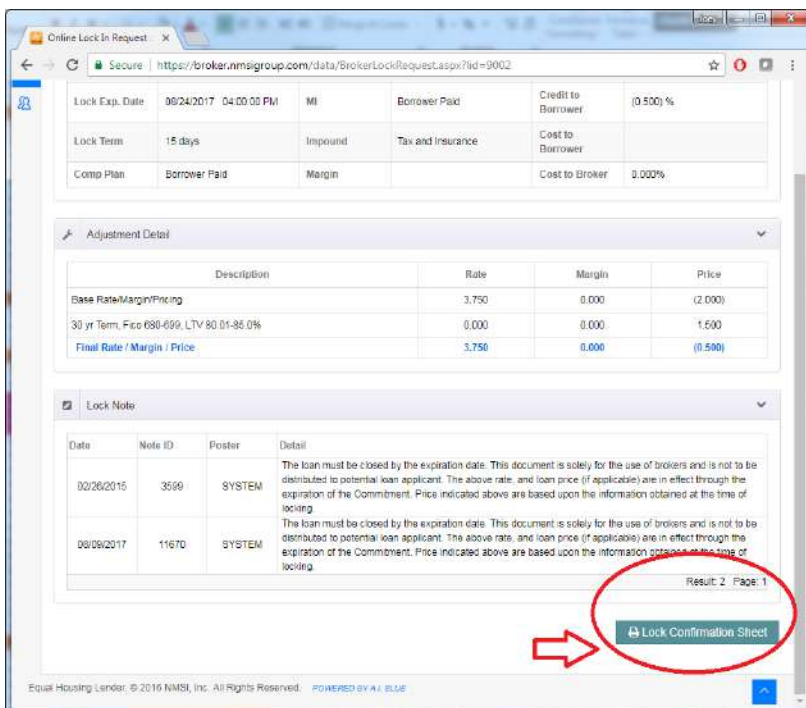 Online Lock In Request
Secure https://broker.nmsigroup.com/data/BrokerLockRequest.aspx?lid=9002
Lock Exp. Date 08/24/2017 04:00:00 PM MI Borrower Paid Credit to Borrower (0.500) %
Lock Term 15 days Impound Tax and Insurance Cost to Borrower
Comp Plan Borrower Paid Margin Cost to Broker 0.000%
Adjustment Detail
Description Rate Margin Price
Base Rate/Margin/Pricing 3.750 0.000 (2.000)
30 yr Term, Fico 680-699, LTV 80.01-85.0% 0.000 0.000 1.500
Final Rate / Margin / Price 3.750 0.000 (0.500)
Lock Note
Date Note ID Poster Detail
The loan must be closed by the expiration date. This document is solely for the use of brokers and is not to be
distributed to potential loan applicant. The above rate, and loan price (if applicable) are in effect through the
02/26/2015 3599 SYSTEM
expiration of the Commitment. Price indicated above are based upon the information obtained at the time of
locking.
The loan must be closed by the expiration date. This document is solely for the use of brokers and is not to be
distributed to potential loan applicant. The above rate, and loan price (if applicable) are in effect through the
08/09/2017 11670 SYSTEM
expiration of the Commitment. Price indicated above are based upon the information obtained at the time of
locking.
Result: 2 Page: 1
Lock Confirmation Sheet
Equal Housing Lender. © 2016 NMSI, Inc. All Rights Reserved. POWERED BY A.I. BLUE